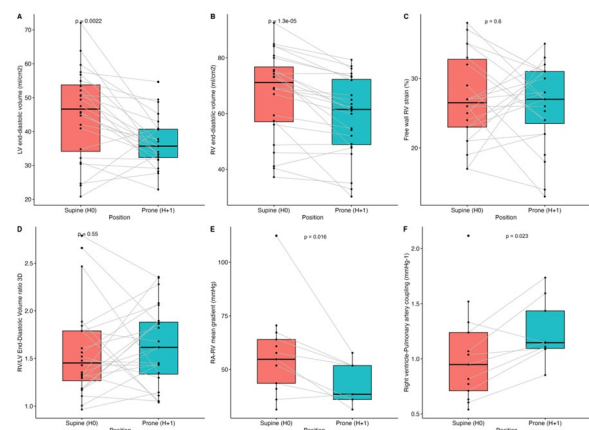 A
p = 0.0022
LV end-diastolic volume (ml/cm2)
70
60
50
40
30
20
Supine (H0)
Prone (H+1)
Position
B
p = 1.3e-05
RV end-diastolic volume (ml/cm2)
80
60
40
Supine (H0)
Prone (H+1)
Position
C
p = 0.6
Free wall RV strain (%)
30
20
Supine (H0)
Prone (H+1)
Position
D
p = 0.55
RV/LV End-Diastolic Volume ratio 3D
2.5
2.0
1.5
1.0
Supine (H0)
Prone (H+1)
Position
E
p = 0.016
RA-RV mean gradient (mmHg)
100
75
50
Supine (H0)
Prone (H+1)
Position
F
p = 0.023
Right ventricle-Pulmonary artery coupling (mmHg-1)
2.0
1.5
1.0
0.5
Supine (H0)
Prone (H+1)
Position